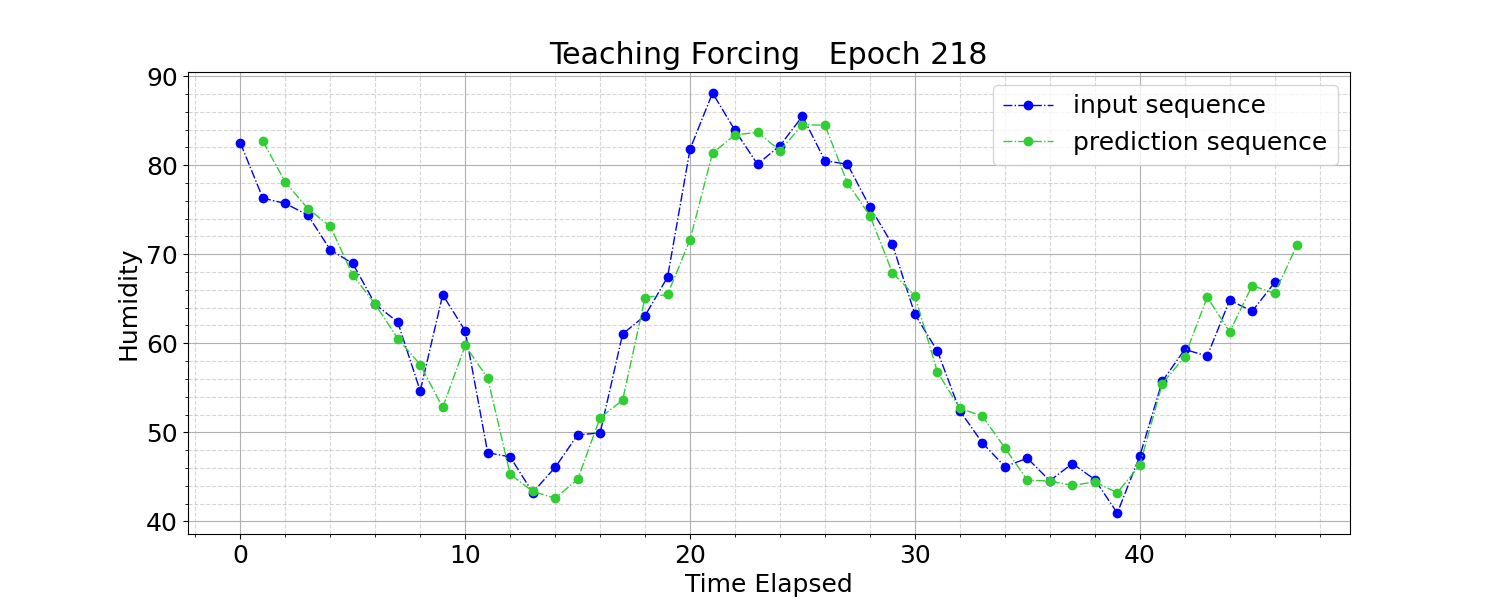 Teaching Forcing   Epoch 218
90
80
70
60
50
40
Humidity
input sequence
prediction sequence
0 10 20 30 40
Time Elapsed